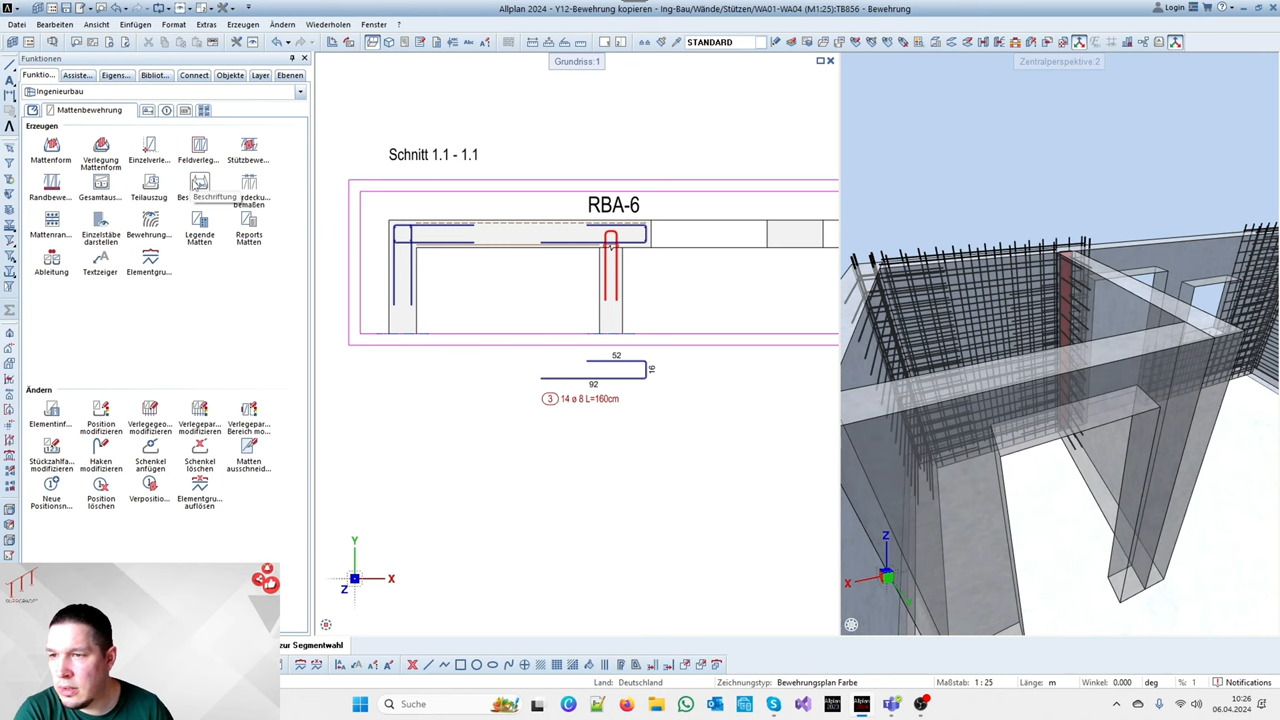 Allplan 2024 - Y12-Bewehrung kopieren - Ing-Bau/Wände/Stützen/WA01-WA04 (M1:25):TB856 - Bewehrung
Login
Datei Bearbeiten Ansicht Einfügen Format Extras Erzeugen Ändern Wiederholen Fenster ?
STANDARD
Funktionen
Funktio... Assiste... Eigens... Bibliot... Connect Objekte Layer Ebenen
Ingenieurbau
Mattenbewehrung
Erzeugen
Mattenform Verlegung Mattenform Einzelverle... Feldverleg... Stützbewe...
Randbewe... Gesamtaus... Teilauszug Bes
Beschriftung
Mattenran... Einzelstäbe darstellen Bewehrung... Legende Matten Reports Matten
Ableitung Textzeiger Elementgru...
Ändern
Elementinf... Position modifizieren Verlegegeo... modifizieren Verlegepar... modifizieren Verlegepar... Bereich mo...
Stückzahlfa... modifizieren Haken modifizieren Schenkel anfügen Schenkel löschen Matten ausschneid...
Neue Positionsn... Position löschen Verpositio... Elementgru... auflösen
Grundriss:1
Zentralperspektive:2
Schnitt 1.1 - 1.1
RBA-6
52
16
92
3 14 ø 8 L=160cm
Y
X
Z
Z
X
zur Segmentwahl
Land: Deutschland Zeichnungstyp: Bewehrungsplan Farbe Maßstab: 1 : 25 Länge: m Winkel: 0.000 deg %: 1 Notifications
Suche
10:26
06.04.2024